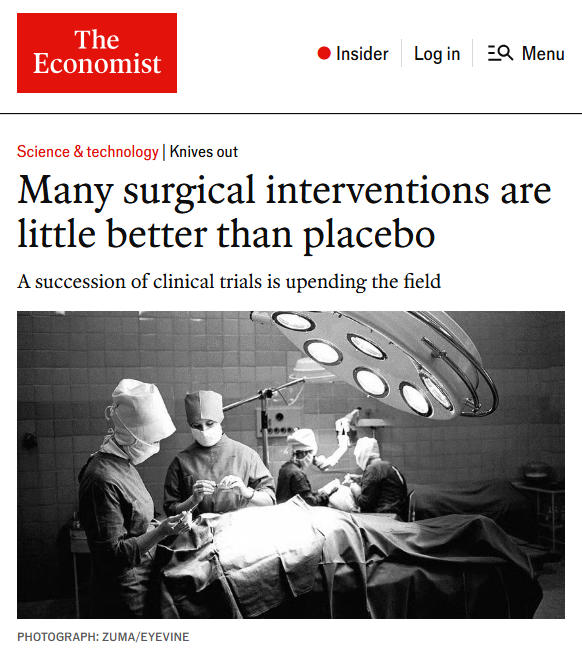 The
Economist
Insider
Log in
Menu
Science & technology | Knives out
Many surgical interventions are
little better than placebo
A succession of clinical trials is upending the field
PHOTOGRAPH: ZUMA/EYEVINE